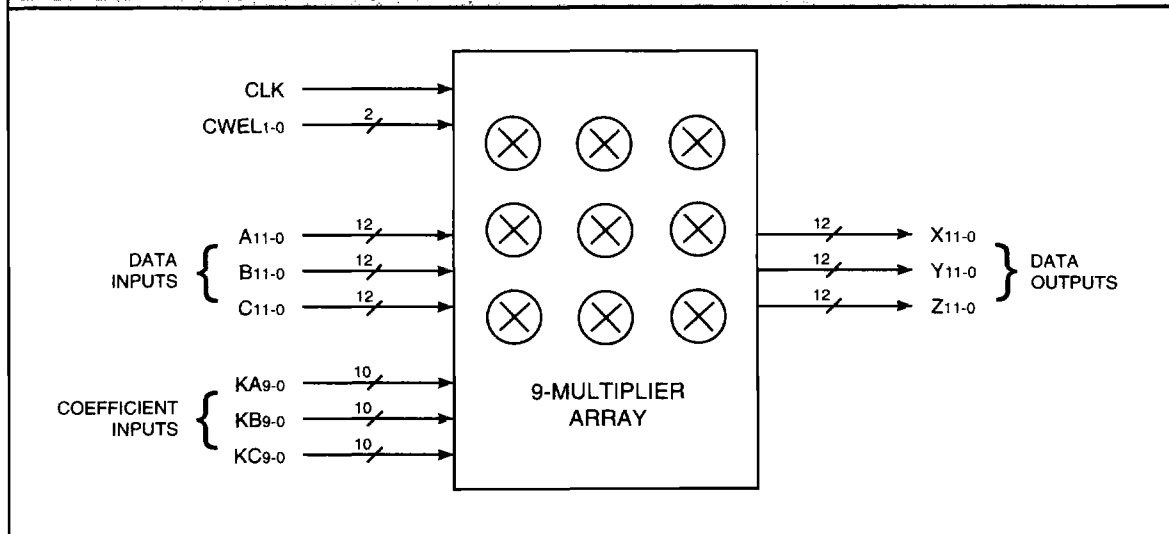 CLK
CWEL1-0
2
DATA
INPUTS
A11-0
12
B11-0
12
C11-0
12
COEFFICIENT
INPUTS
KA9-0
10
KB9-0
10
KC9-0
10
9-MULTIPLIER
ARRAY
12
X11-0
12
Y11-0
12
Z11-0
DATA
OUTPUTS